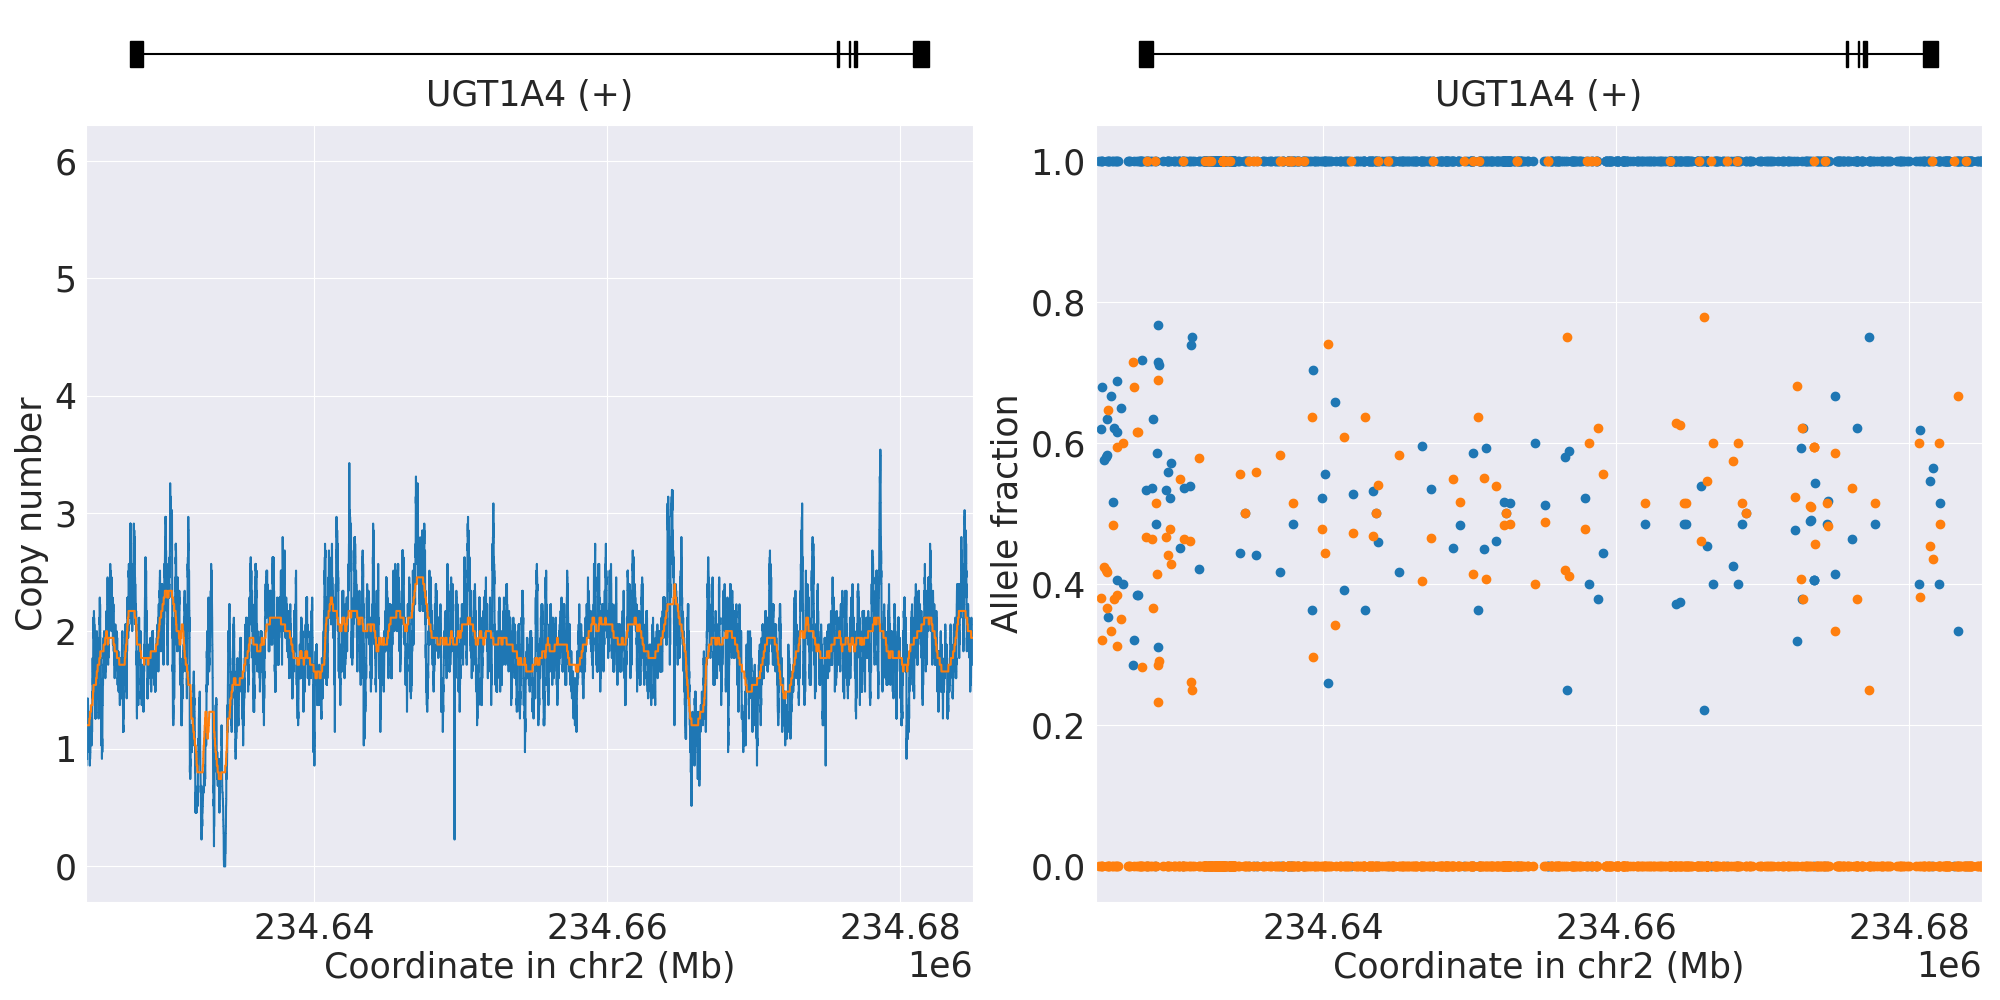 UGT1A4 (+)
6
5
4
3
2
1
0
Copy number
234.64 234.66 234.68
1e6
Coordinate in chr2 (Mb)
UGT1A4 (+)
1.0
0.8
0.6
0.4
0.2
0.0
Allele fraction
234.64 234.66 234.68
1e6
Coordinate in chr2 (Mb)